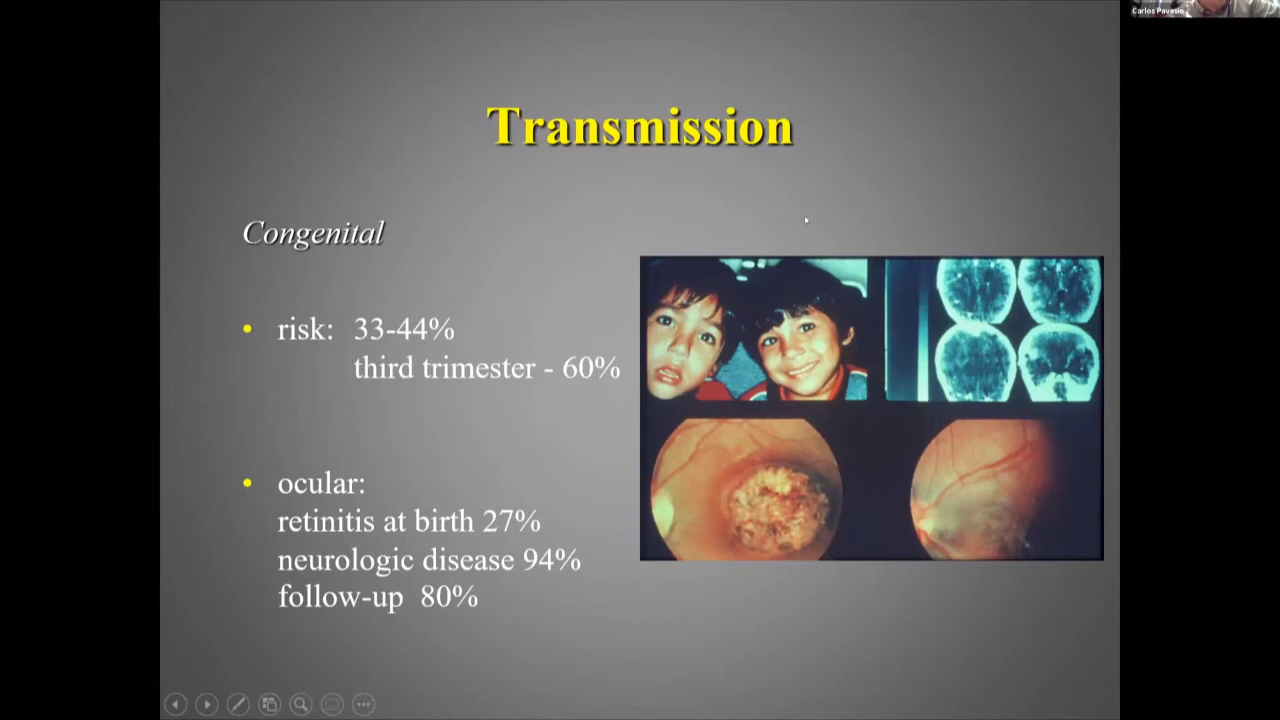 Carlos Pavesio
Transmission
Congenital
• risk: 33-44%
third trimester - 60%
• ocular:
retinitis at birth 27%
neurologic disease 94%
follow-up 80%